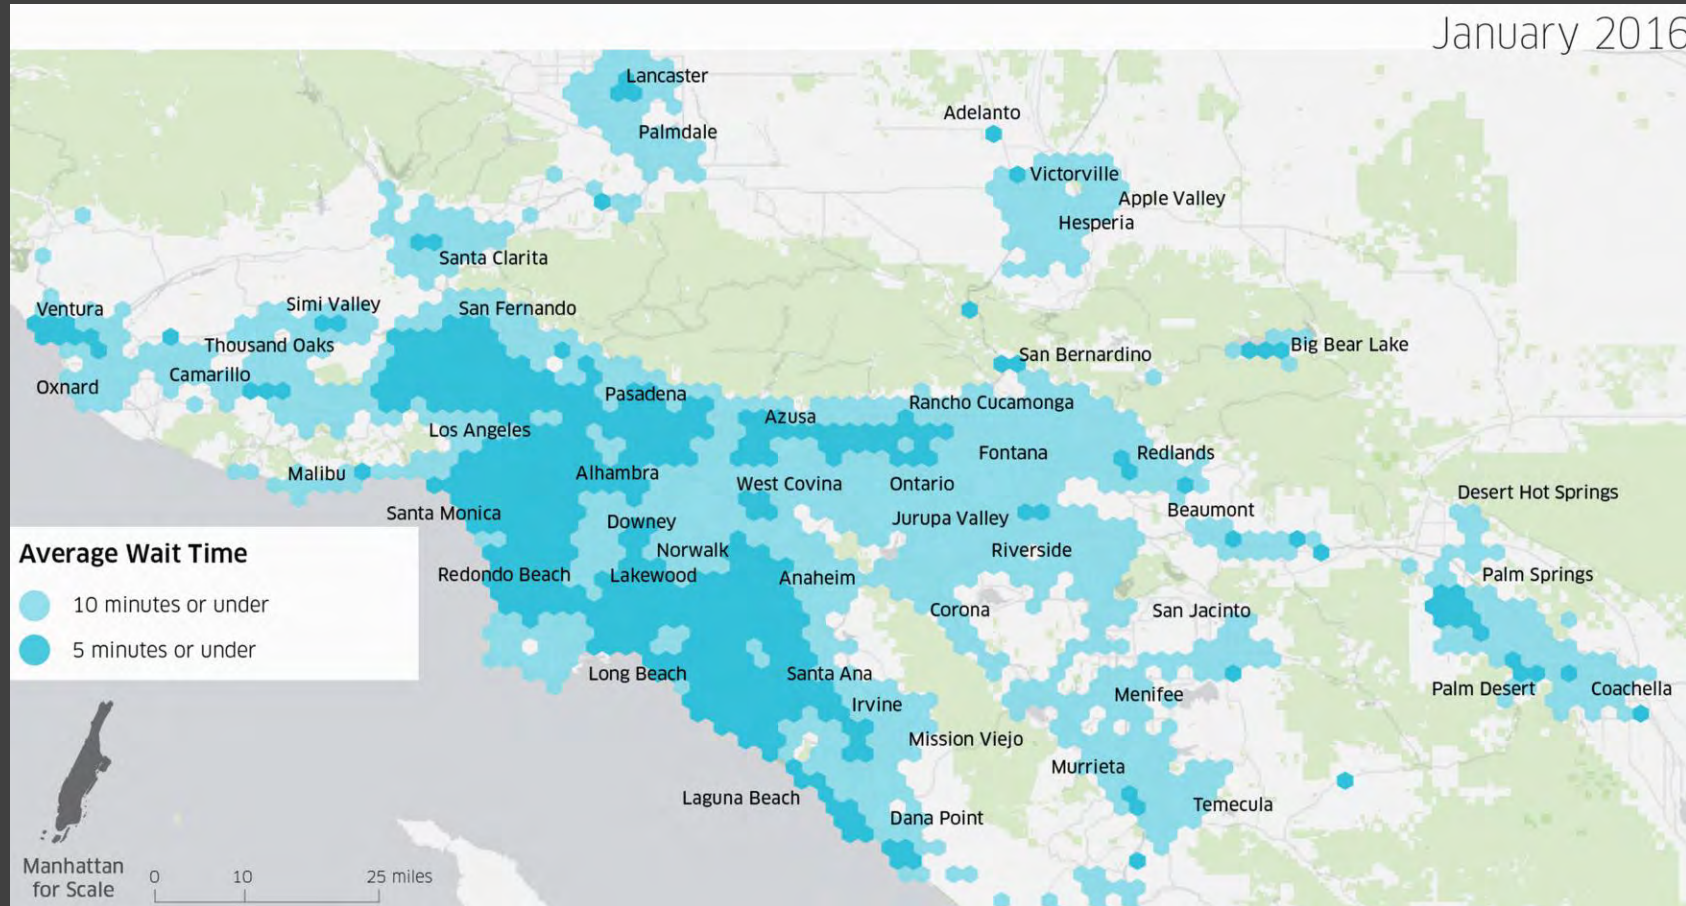 January 2016
Lancaster
Adelanto
Palmdale
Victorville
Apple Valley
Hesperia
Santa Clarita
Simi Valley
San Fernando
Ventura
Thousand Oaks
Big Bear Lake
San Bernardino
Camarillo
Oxnard
Pasadena
Rancho Cucamonga
Azusa
Los Angeles
Fontana
Redlands
Malibu
Alhambra
West Covina
Ontario
Desert Hot Springs
Santa Monica
Beaumont
Downey
Jurupa Valley
Norwalk
Riverside
Average Wait Time
10 minutes or under
5 minutes or under
Redondo Beach
Lakewood
Anaheim
Palm Springs
Corona
San Jacinto
Long Beach
Santa Ana
Irvine
Menifee
Palm Desert
Coachella
Mission Viejo
Murrieta
Laguna Beach
Temecula
Dana Point
Manhattan
for Scale
0 10 25 miles